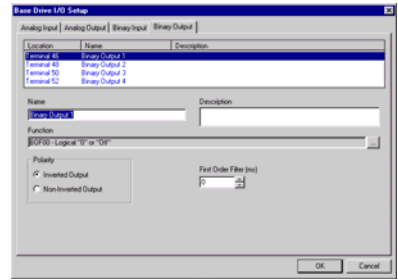 Base Drive I/O Setup
Analog Input Analog Output Binary Input Binary Output
Location Name Description
Terminal 46 Binary Output 1
Terminal 48 Binary Output 2
Terminal 50 Binary Output 3
Terminal 52 Binary Output 4
Name Description
Binary Output 1
Function
BOF00 - Logical "0" or "Off"
...
Polarity
Inverted Output
Non-Inverted Output
First Order Filter (ms)
0
OK Cancel